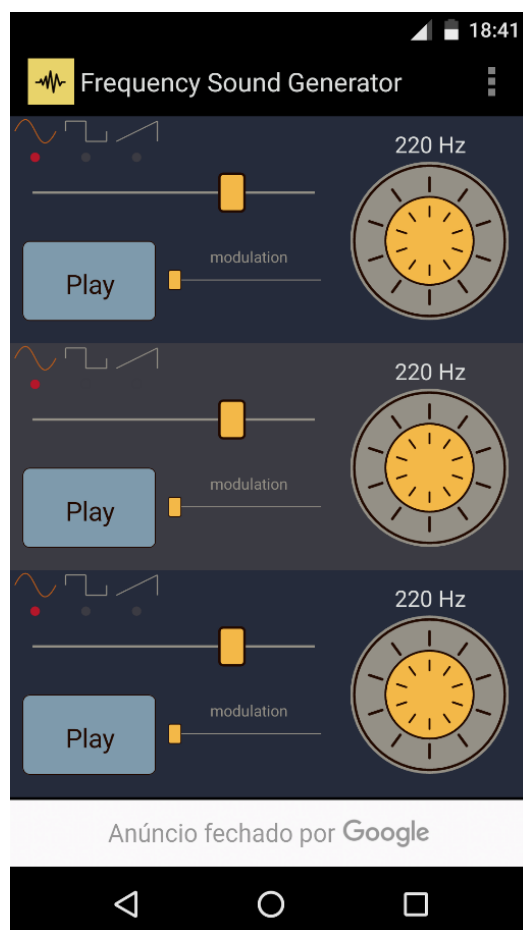 18:41
Frequency Sound Generator
220 Hz
modulation
Play
220 Hz
modulation
Play
220 Hz
modulation
Play
Anúncio fechado por Google